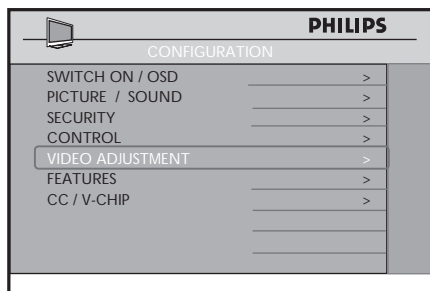 PHILIPS
CONFIGURATION
SWITCH ON / OSD >
PICTURE / SOUND >
SECURITY >
CONTROL >
VIDEO ADJUSTMENT >
FEATURES >
CC / V-CHIP >